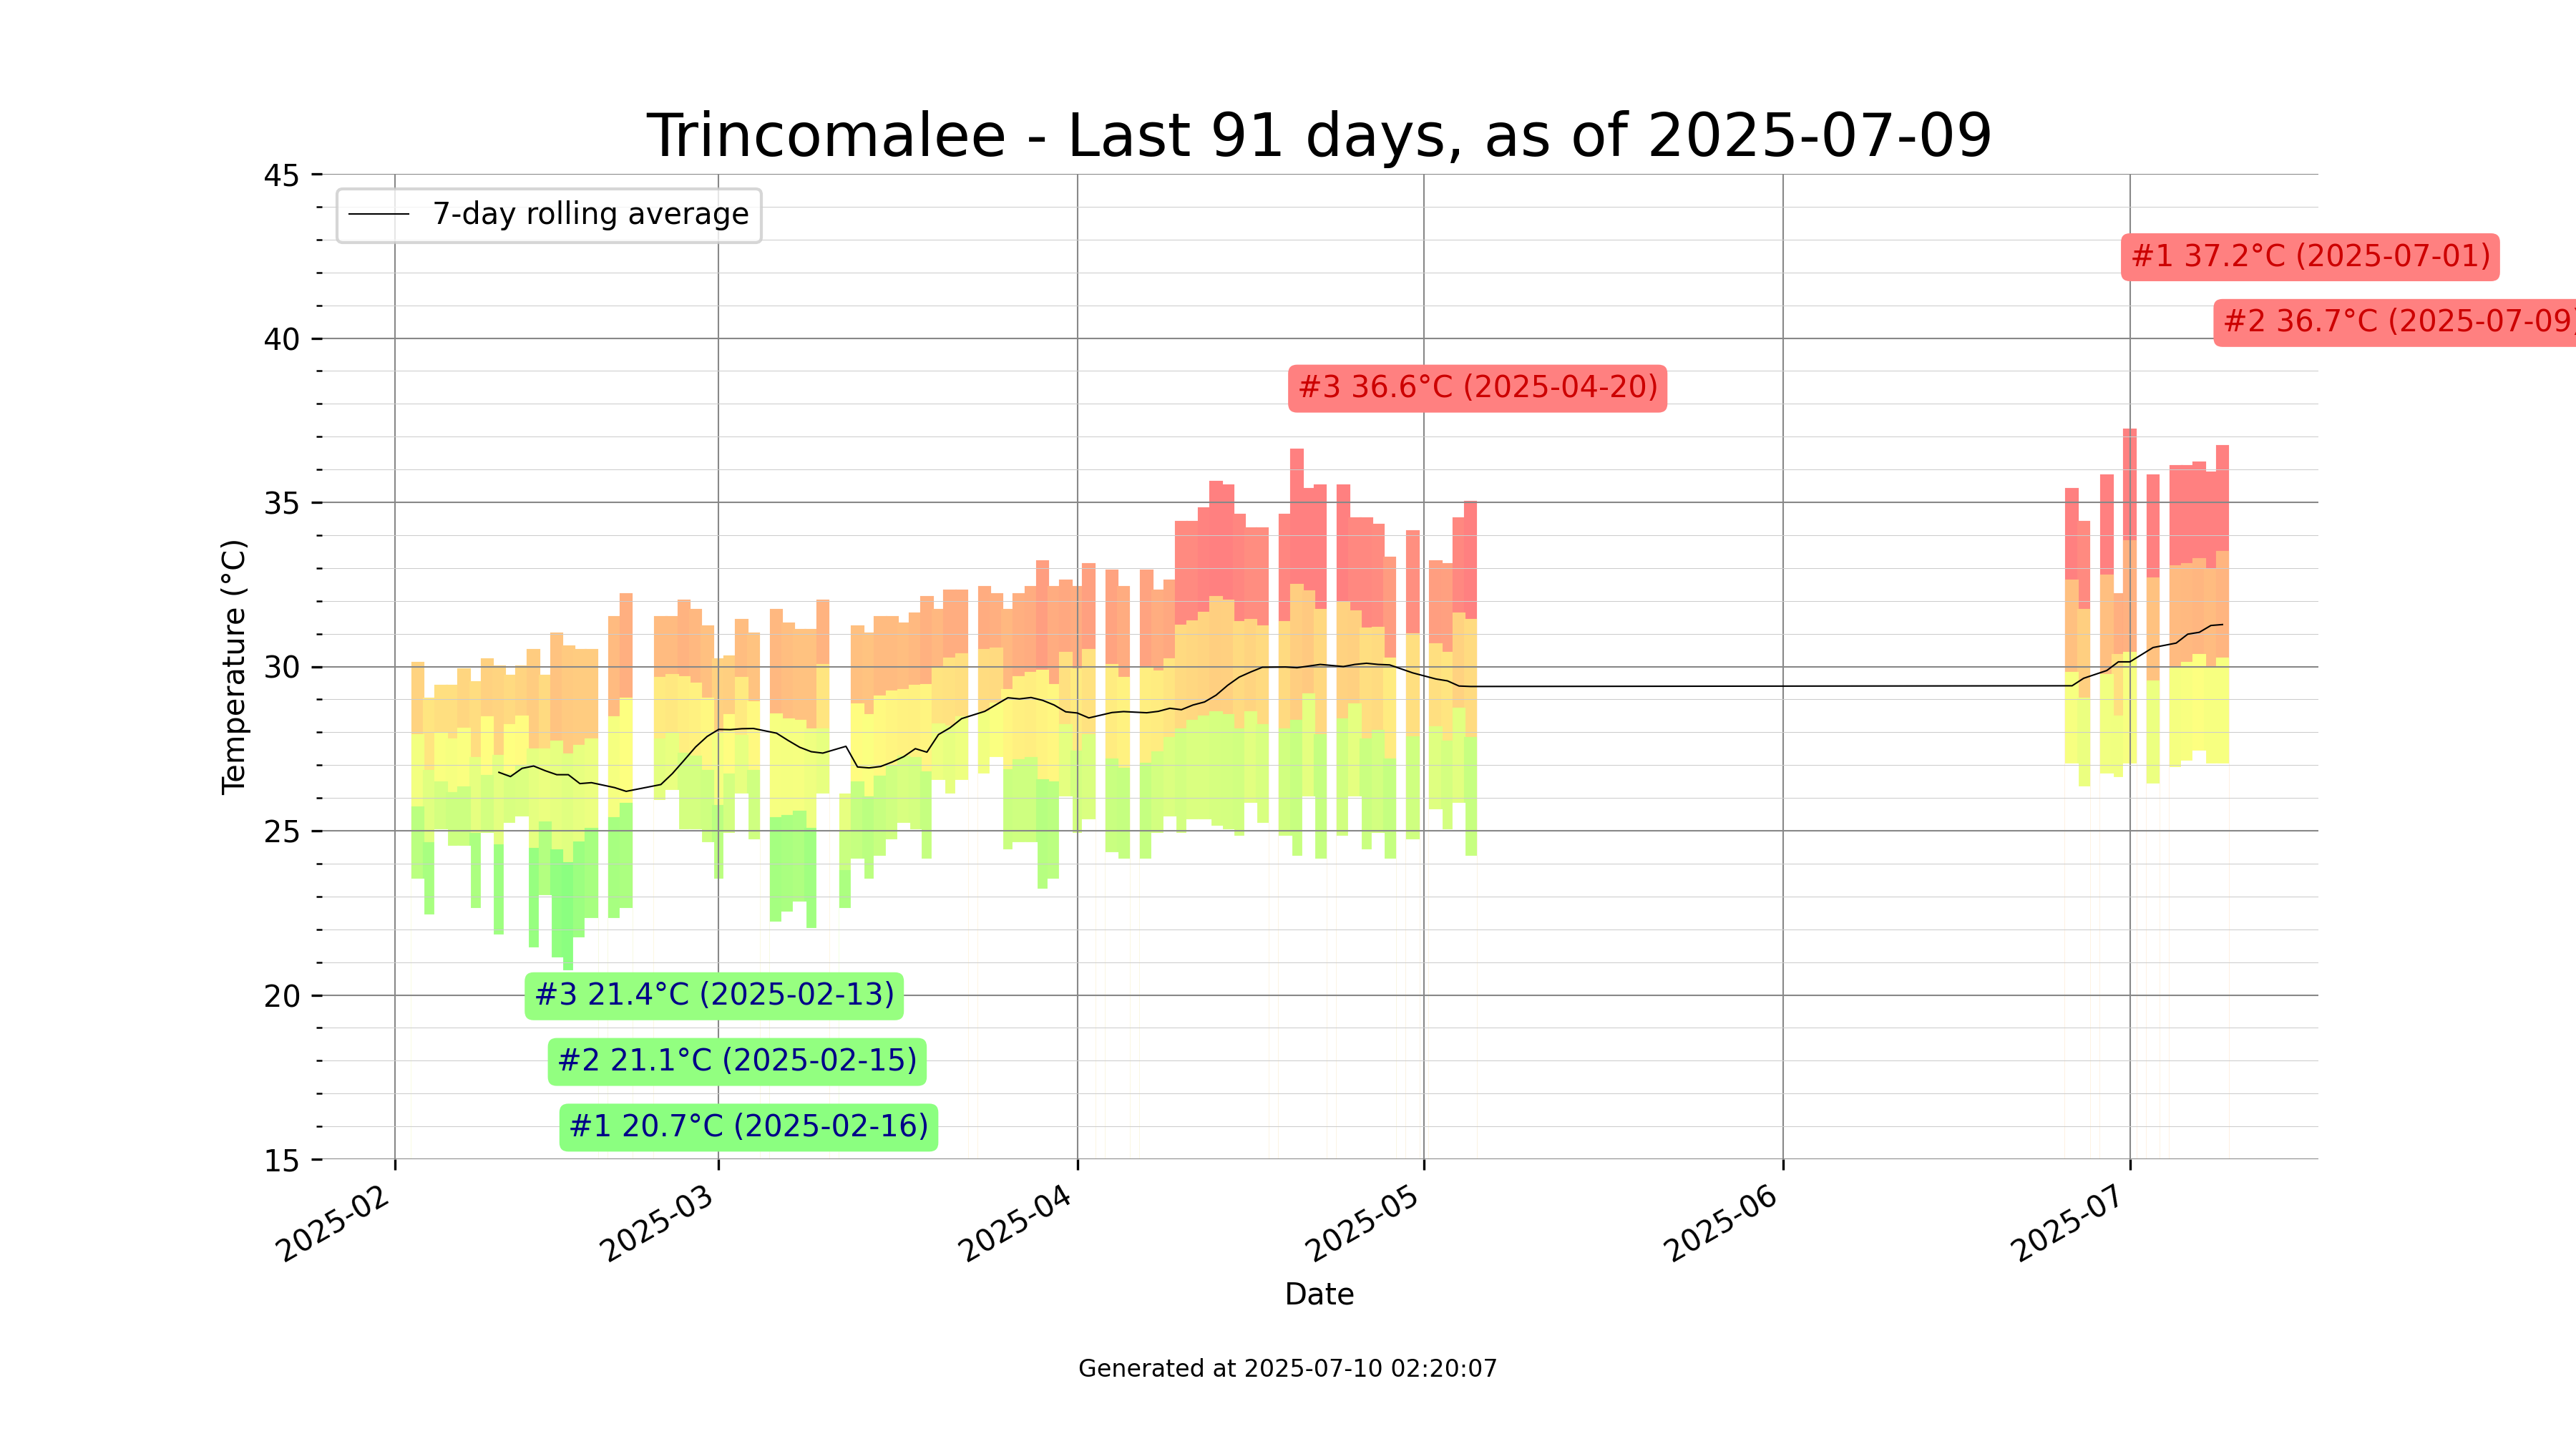 Trincomalee - Last 91 days, as of 2025-07-09
45
7-day rolling average
#1 37.2°C (2025-07-01)
#2 36.7°C (2025-07-09)
40
#3 36.6°C (2025-04-20)
35
Temperature (°C)
30
25
20
#3 21.4°C (2025-02-13)
#2 21.1°C (2025-02-15)
#1 20.7°C (2025-02-16)
15
2025-02
2025-03
2025-04
2025-05
2025-06
2025-07
Date
Generated at 2025-07-10 02:20:07